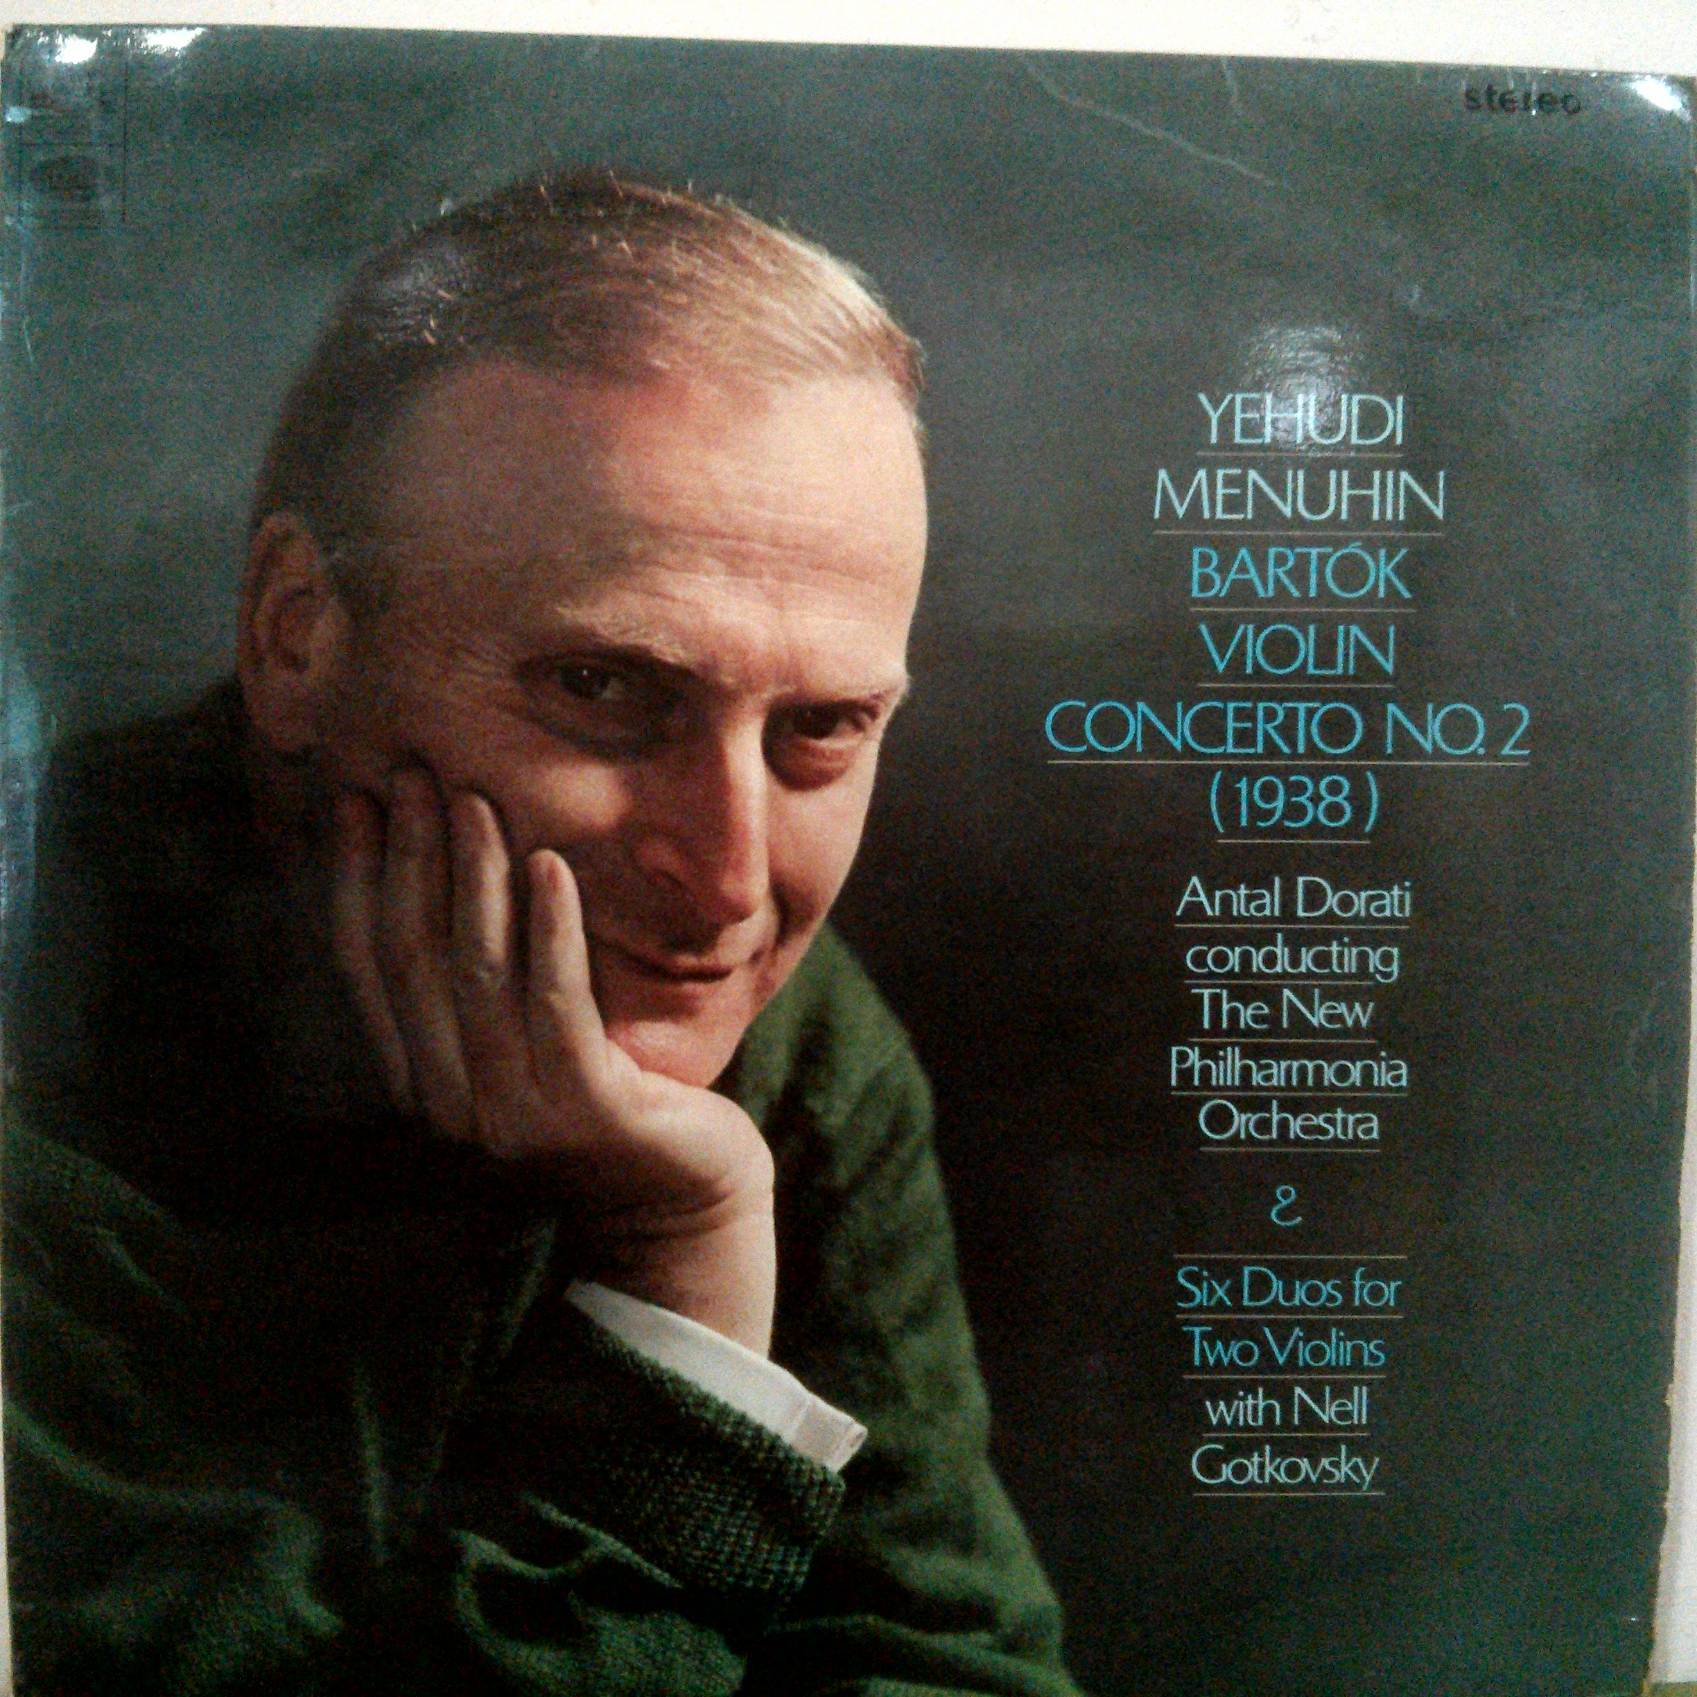 stereo
YEHUDI
MENUHIN
BARTÓK
VIOLIN
CONCERTO NO. 2
(1938)
Antal Dorati
conducting
The New
Philharmonia
Orchestra
&
Six Duos for
Two Violins
with Nell
Gotkovsky